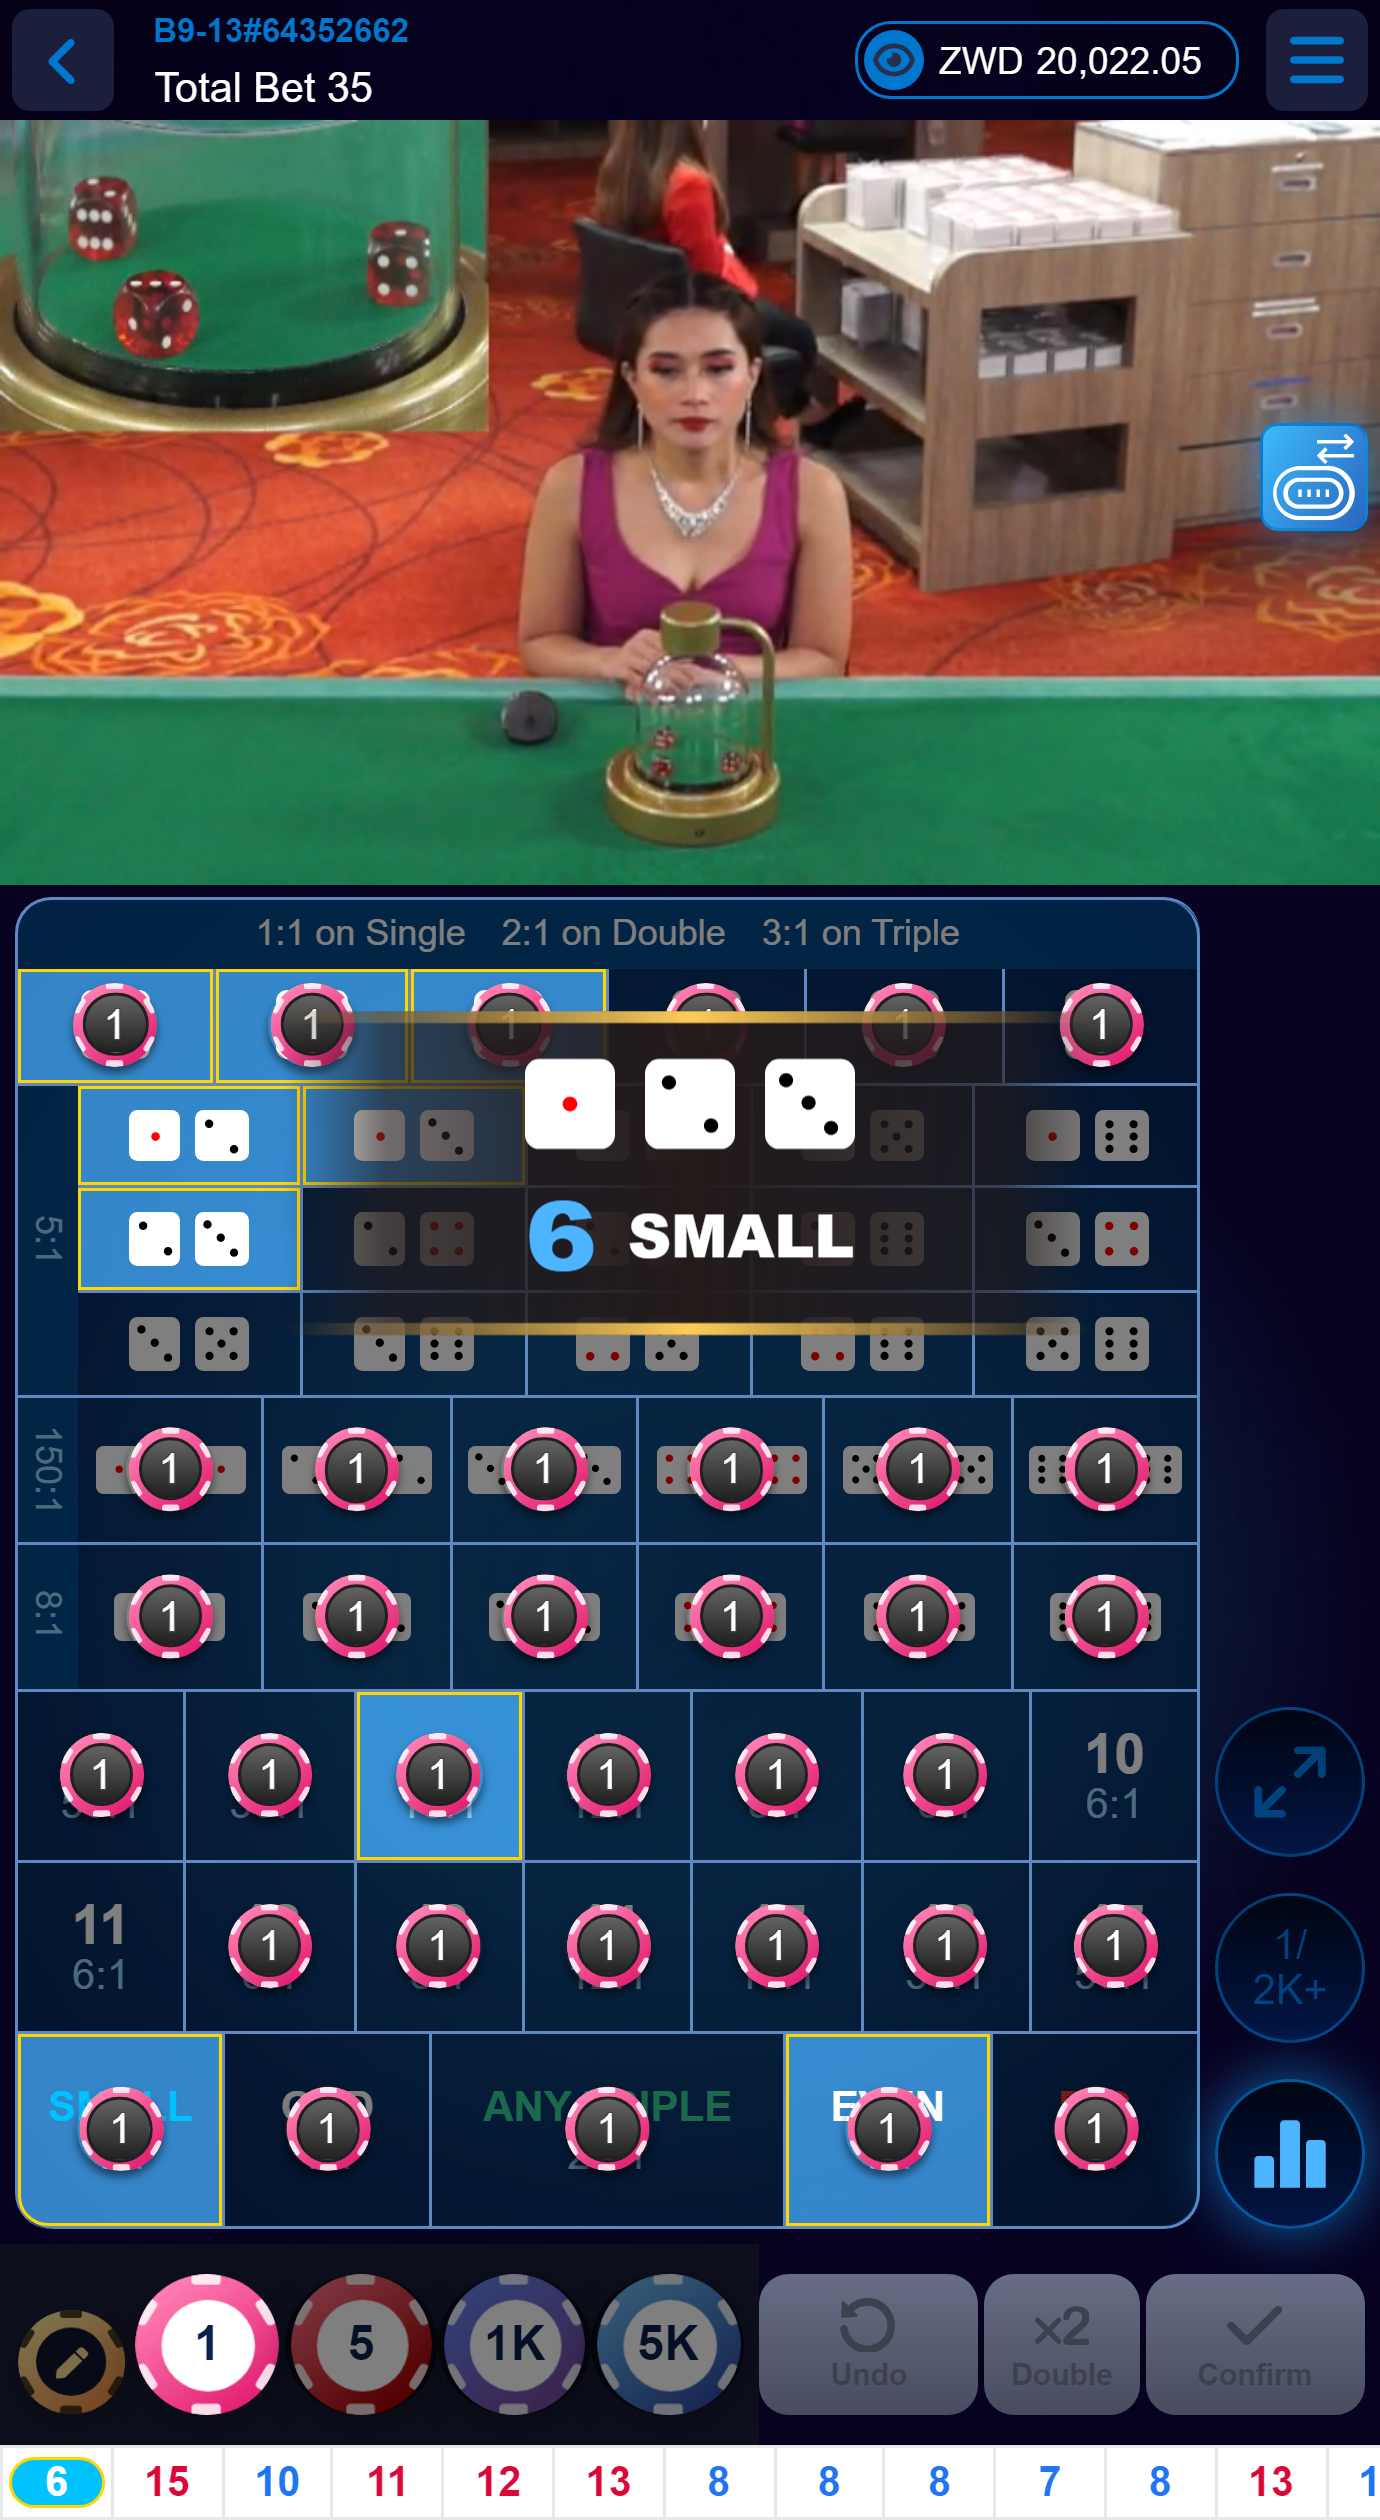 B9-13#64352662
Total Bet 35
ZWD 20,022.05
1:1 on Single 2:1 on Double 3:1 on Triple
1 1 1 1 1 1
6 SMALL
5:1
150:1
1 1 1 1 1 1
8:1
1 1 1 1 1 1
1 1 1 1 1 1
10
6:1
11
6:1
1 1 1 1 1 1
1/
2K+
1 1 1 1 1
1 5 1K 5K
Undo
x2
Double
Confirm
6 15 10 11 12 13 8 8 8 7 8 13